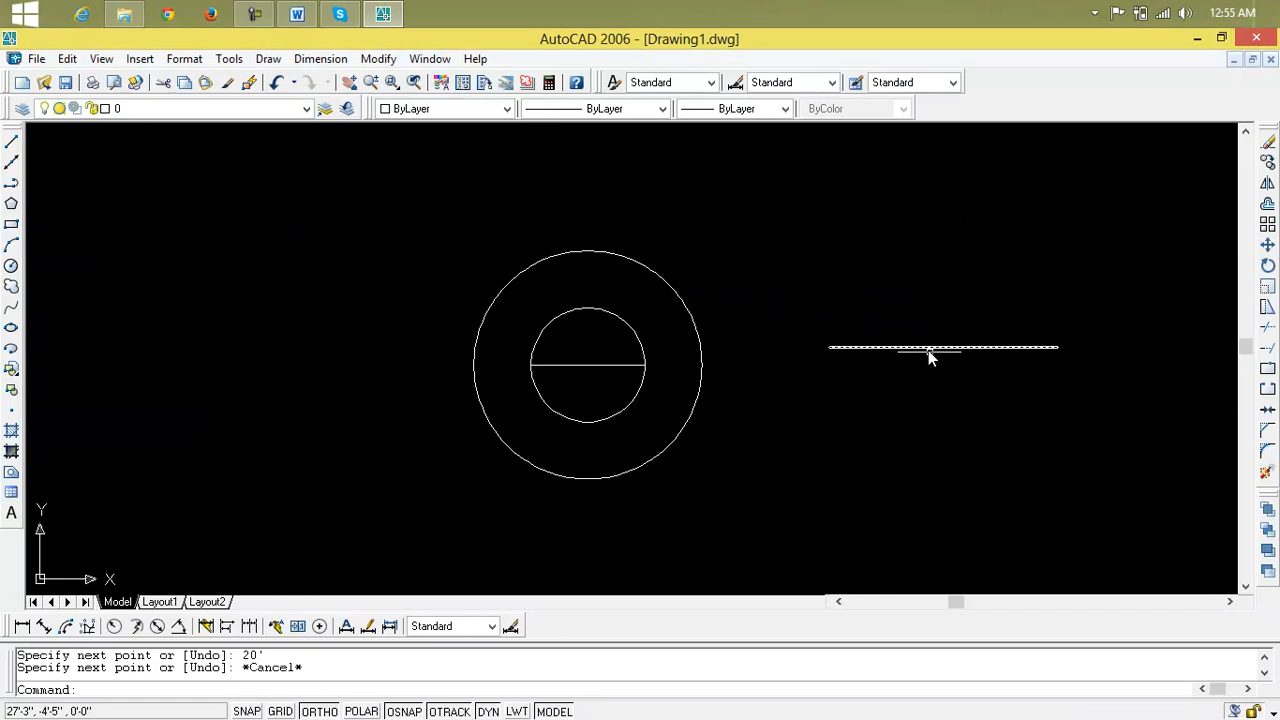 12:55 AM
AutoCAD 2006 - [Drawing1.dwg]
File Edit View Insert Format Tools Draw Dimension Modify Window Help
Standard Standard Standard
0 ByLayer ByLayer ByLayer ByColor
A
Y
X
Model Layout1 Layout2
Standard
Specify next point or [Undo]: 20'
Specify next point or [Undo]: *Cancel*
Command:
27'-3", -4'-5" , 0'-0" SNAP GRID ORTHO POLAR OSNAP OTRACK DYN LWT MODEL